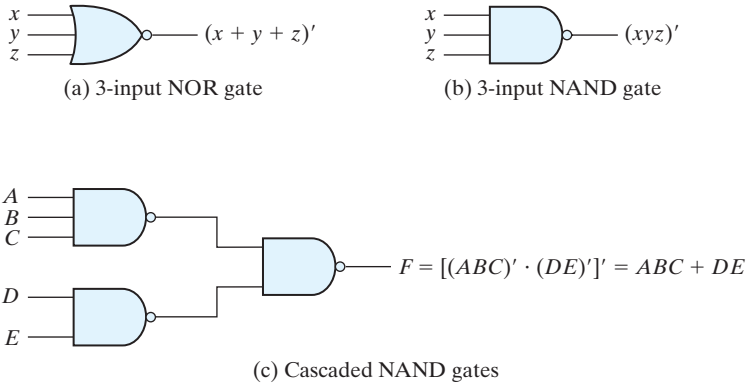 x
y
z
(x + y + z)′
(a) 3-input NOR gate
x
y
z
(xyz)′
(b) 3-input NAND gate
A
B
C
D
E
F = [(ABC)′ · (DE)′]′ = ABC + DE
(c) Cascaded NAND gates